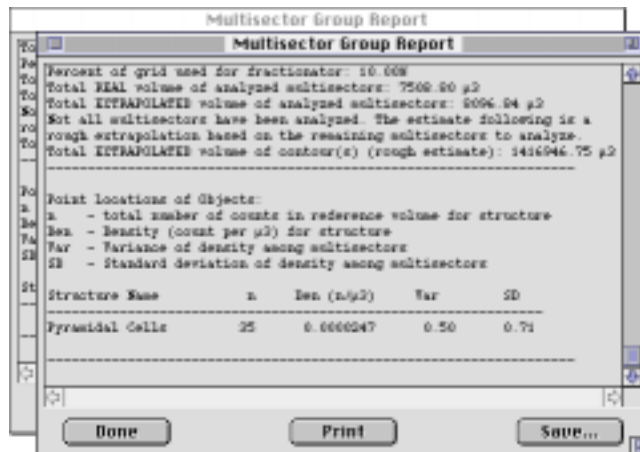 Multisector Group Report
Multisector Group Report
Percent of grid used for fractionator: 10.00%
Total REAL volume of analyzed multisectors: 7508.80 µ3
Total EXTRAPOLATED volume of analyzed multisectors: 8096.84 µ3
Not all multisectors have been analyzed. The estimate following is a
rough extrapolation based on the remaining multisectors to analyze.
Total EXTRAPOLATED volume of contour(s) (rough estimate): 1416946.75 µ3
Point locations of Objects:
n - total number of counts in reference volume for structure
Den - Density (count per µ3) for structure
Var - Variance of density among multisectors
SD - Standard deviation of density among multisectors
Structure Name n Den (n/µ3) Var SD
Pyramidal Cells 35 0.0000247 0.50 0.71
Done Print Save...